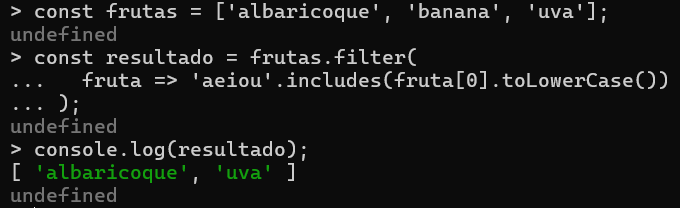 > const frutas = ['albaricoque', 'banana', 'uva'];
undefined
> const resultado = frutas.filter(
...   fruta => 'aeiou'.includes(fruta[0].toLowerCase())
... );
undefined
> console.log(resultado);
[ 'albaricoque', 'uva' ]
undefined